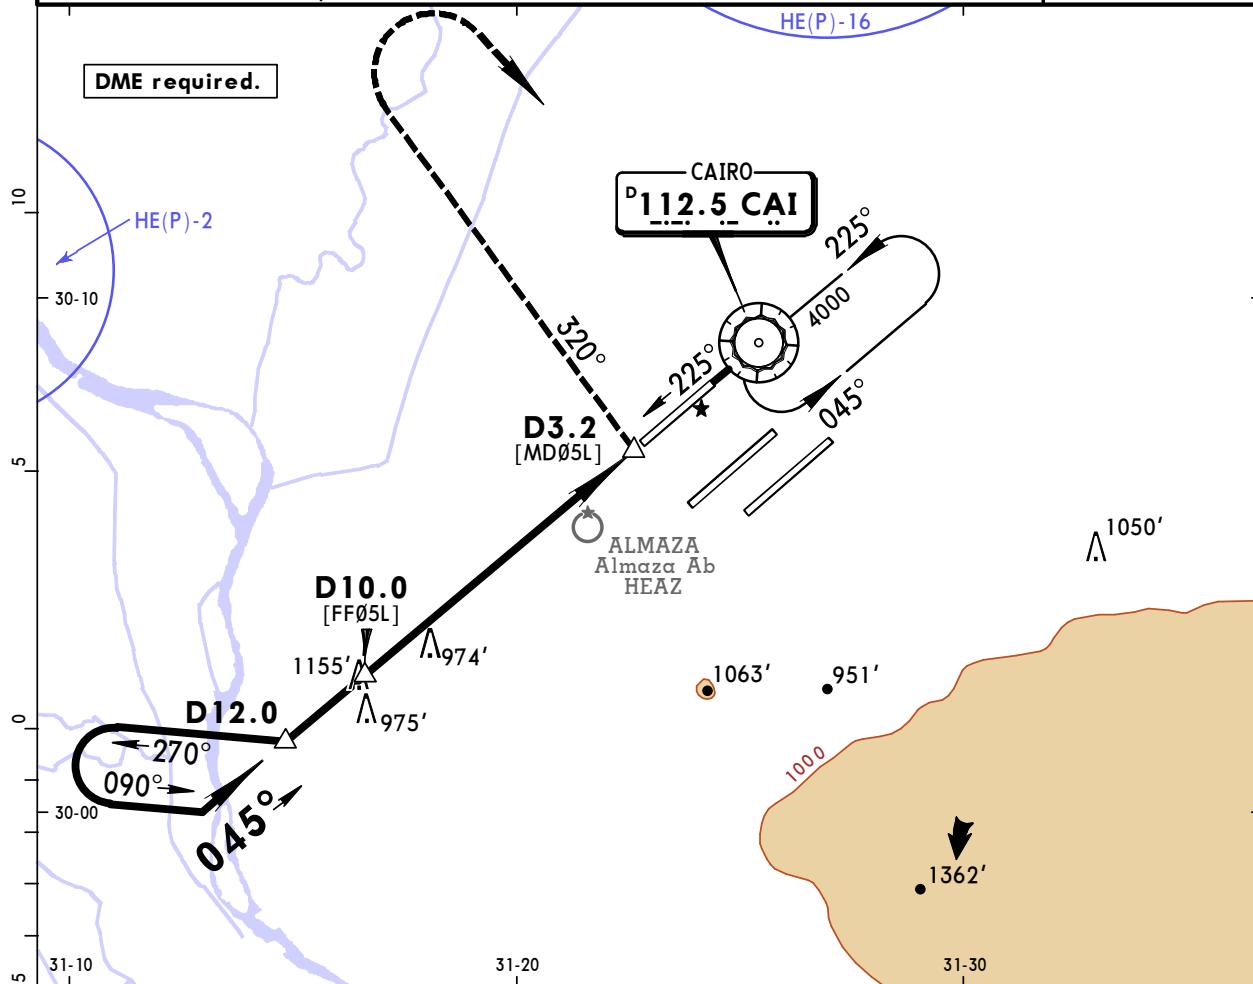 HE(P)-16
DME required.
CAIRO
D 112.5 CAI
HE(P)-2
225°
4000
10
30-10
320°
225°
045°
D3.2
[MDØ5L]
5
1050'
ALMAZA
Almaza Ab
HEAZ
D10.0
[FFØ5L]
1155'
974'
1063'
951'
975'
D12.0
0
270°
1000
090°
30-00
045°
1362'
5
31-10
31-20
31-30